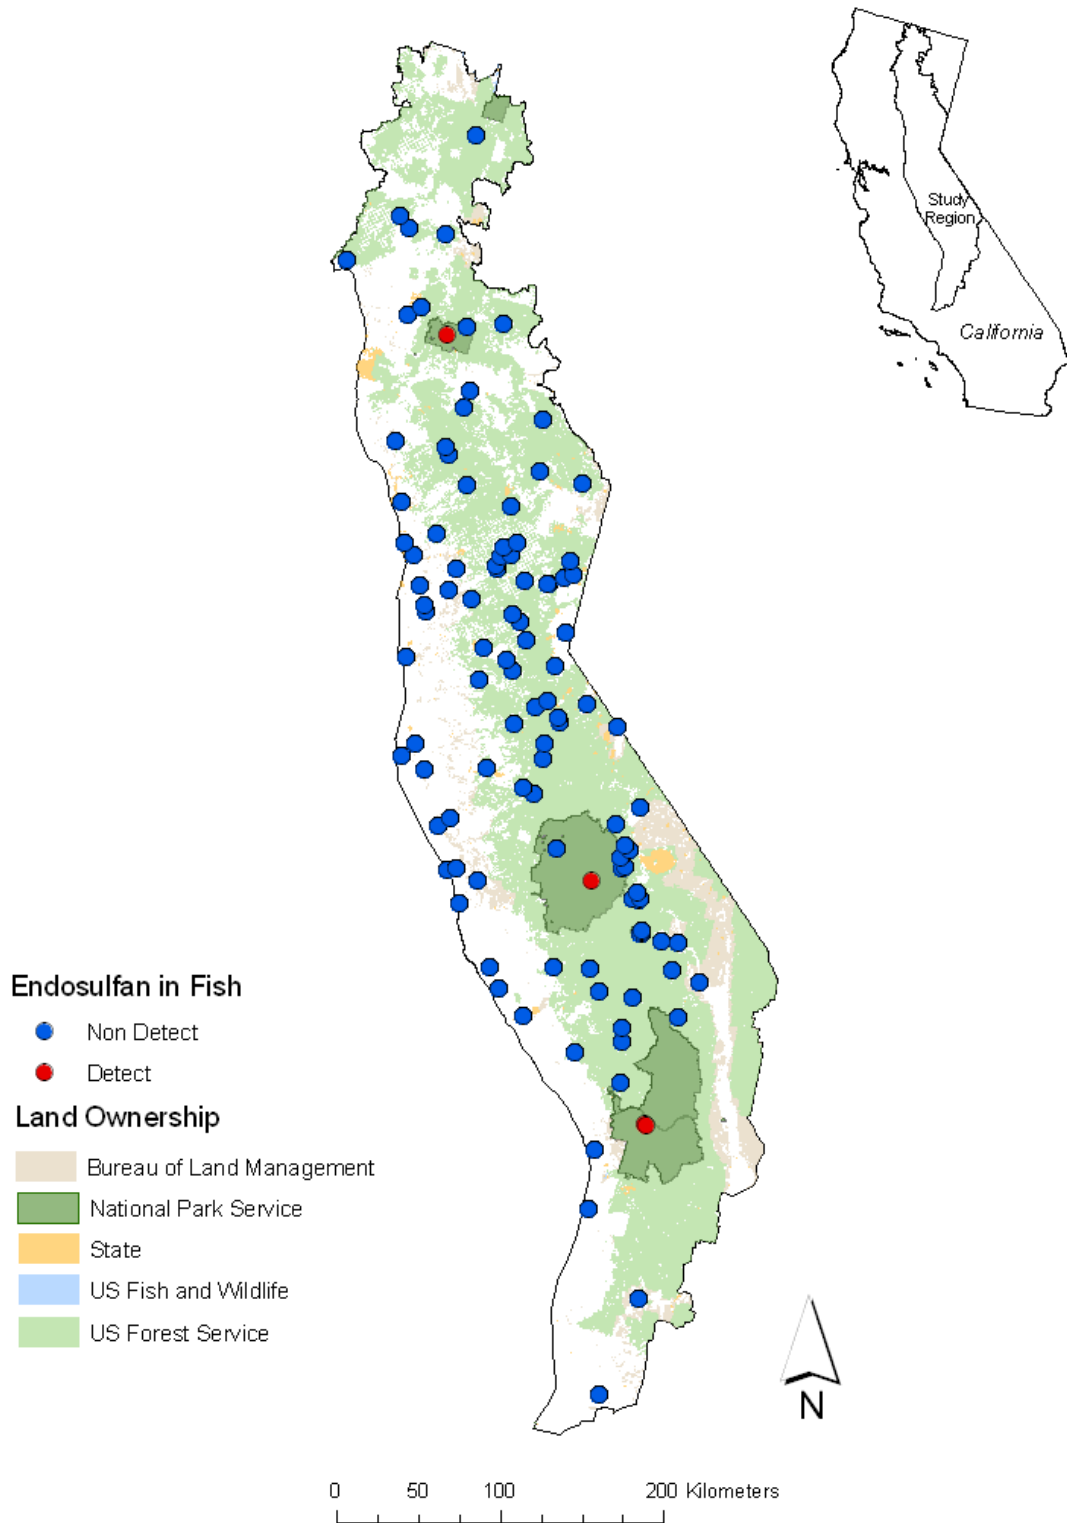 Study
Region
California
Endosulfan in Fish
Non Detect
Detect
Land Ownership
Bureau of Land Management
National Park Service
State
US Fish and Wildlife
US Forest Service
N
0 50 100 200 Kilometers